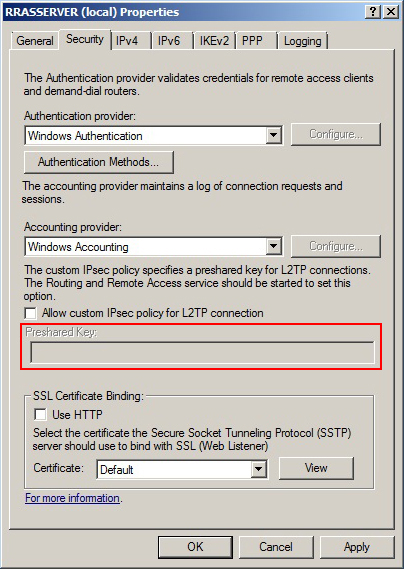 RRASSERVER (local) Properties
General Security IPv4 IPv6 IKEv2 PPP Logging
The Authentication provider validates credentials for remote access clients
and demand-dial routers.
Authentication provider:
Windows Authentication Configure...
Authentication Methods...
The accounting provider maintains a log of connection requests and
sessions.
Accounting provider:
Windows Accounting Configure...
The custom IPsec policy specifies a preshared key for L2TP connections.
The Routing and Remote Access service should be started to set this
option.
Allow custom IPsec policy for L2TP connection
Preshared Key:
SSL Certificate Binding:
Use HTTP
Select the certificate the Secure Socket Tunneling Protocol (SSTP)
server should use to bind with SSL (Web Listener)
Certificate: Default View
For more information.
OK Cancel Apply